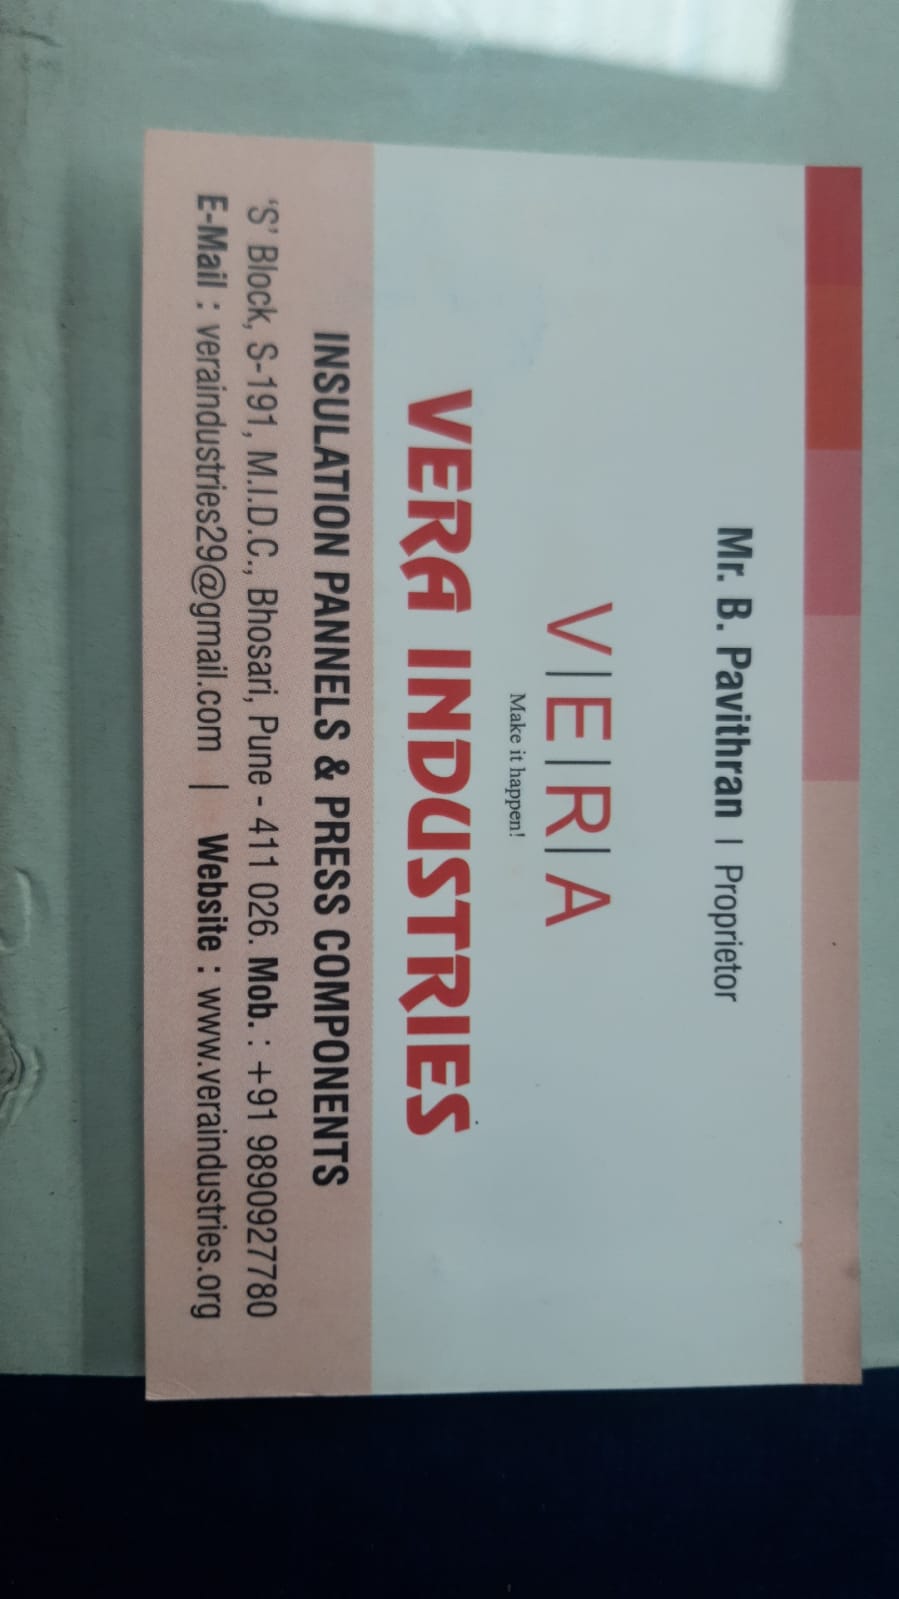 Mr. B. Pavithran | Proprietor
V|E|R|A
Make it happen!
VERA INDUSTRIES
INSULATION PANNELS & PRESS COMPONENTS
'S' Block, S-191, M.I.D.C., Bhosari, Pune - 411 026. Mob. : +91 9890927780
E-Mail : veraindustries29@gmail.com | Website : www.veraindustries.org